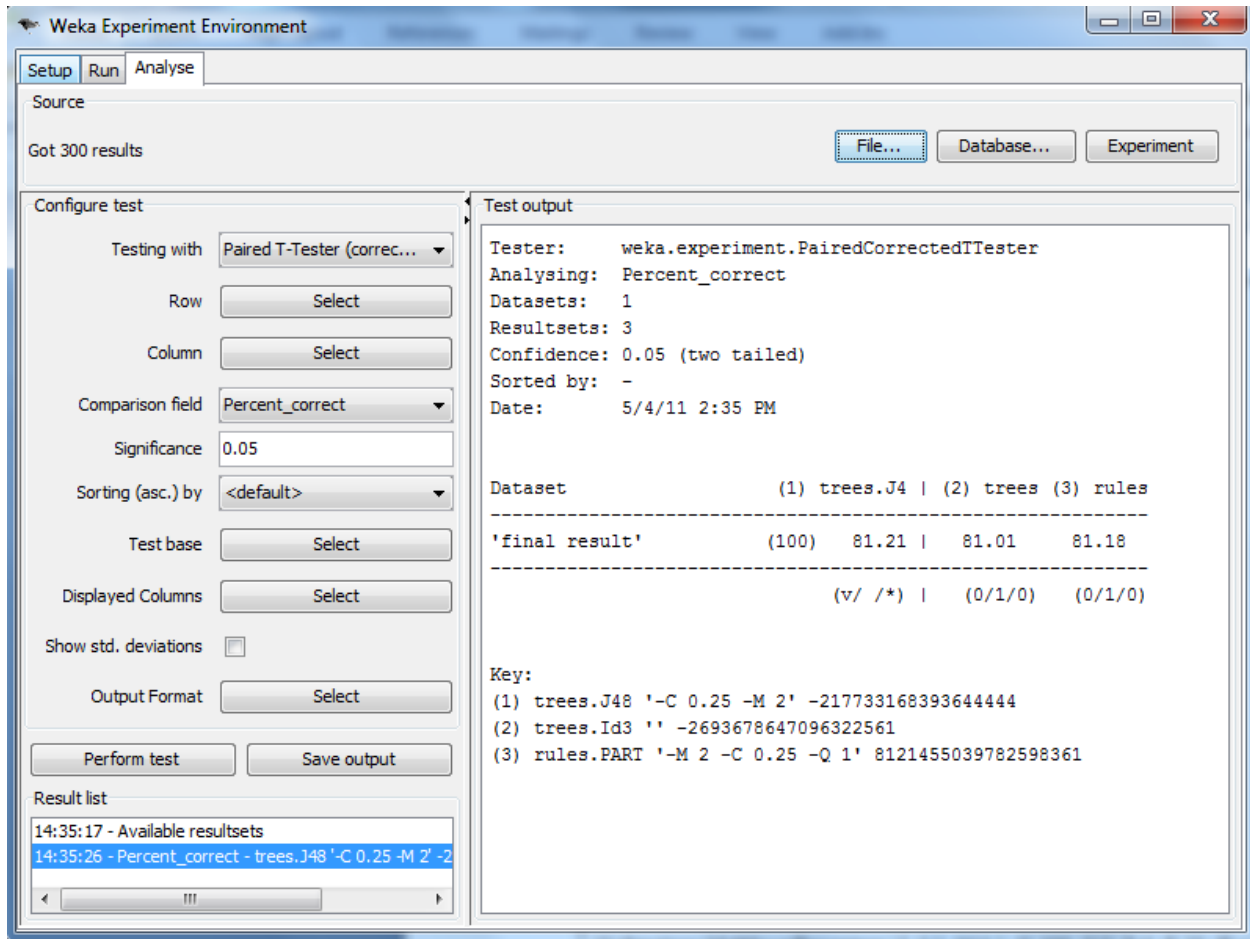 Weka Experiment Environment
Setup Run Analyse
Source
Got 300 results
File... Database... Experiment
Configure test
Testing with Paired T-Tester (correc...
Row Select
Column Select
Comparison field Percent_correct
Significance 0.05
Sorting (asc.) by <default>
Test base Select
Displayed Columns Select
Show std. deviations
Output Format Select
Perform test Save output
Result list
14:35:17 - Available resultsets
14:35:26 - Percent_correct - trees.J48 '-C 0.25 -M 2' -2
Test output
Tester: weka.experiment.PairedCorrectedTTester
Analysing: Percent_correct
Datasets: 1
Resultsets: 3
Confidence: 0.05 (two tailed)
Sorted by: -
Date: 5/4/11 2:35 PM
Dataset (1) trees.J4 | (2) trees (3) rules
------------------------------------------------------------
'final result' (100) 81.21 | 81.01 81.18
------------------------------------------------------------
(v/ /*) | (0/1/0) (0/1/0)
Key:
(1) trees.J48 '-C 0.25 -M 2' -217733168393644444
(2) trees.Id3 '' -2693678647096322561
(3) rules.PART '-M 2 -C 0.25 -Q 1' 8121455039782598361